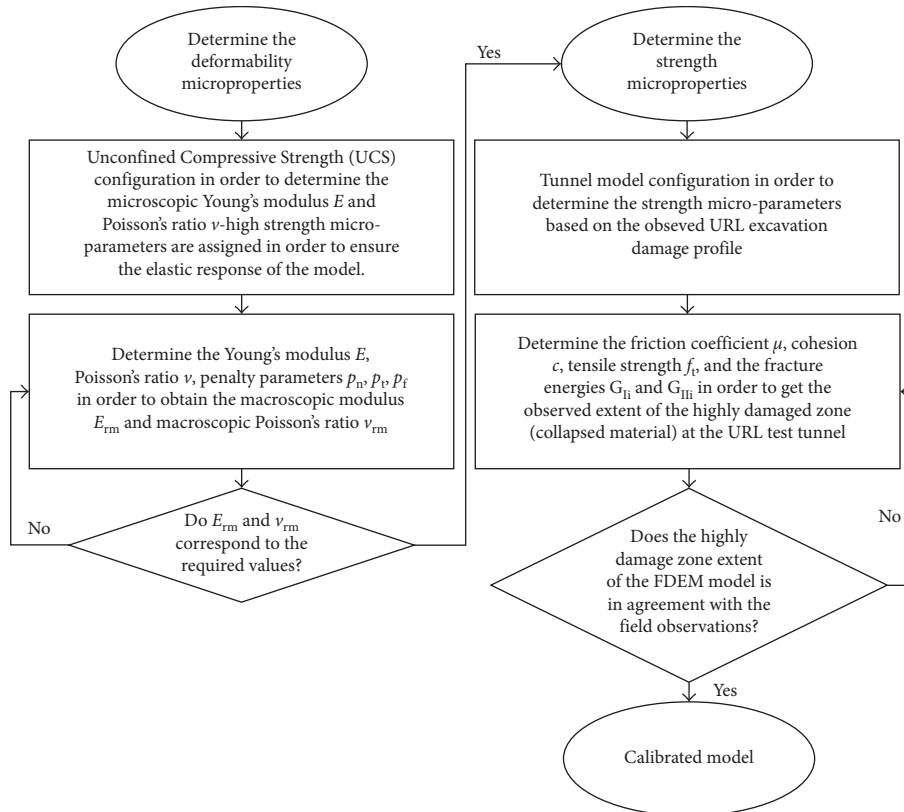 Determine the
deformability
microproperties
Unconfined Compressive Strength (UCS)
configuration in order to determine the
microscopic Young's modulus E and
Poisson's ratio ν-high strength micro-
parameters are assigned in order to ensure
the elastic response of the model.
Determine the Young's modulus E,
Poisson's ratio ν, penalty parameters pn, pt, pf
in order to obtain the macroscopic modulus
Erm and macroscopic Poisson's ratio νrm
No
Do Erm and νrm
correspond to the
required values?
Yes
Determine the
strength
microproperties
Tunnel model configuration in order to
determine the strength micro-parameters
based on the obseved URL excavation
damage profile
Determine the friction coefficient μ, cohesion
c, tensile strength ft, and the fracture
energies GIi and GIIi in order to get the
observed extent of the highly damaged zone
(collapsed material) at the URL test tunnel
No
Does the highly
damage zone extent
of the FDEM model is
in agreement with the
field observations?
Yes
Calibrated model